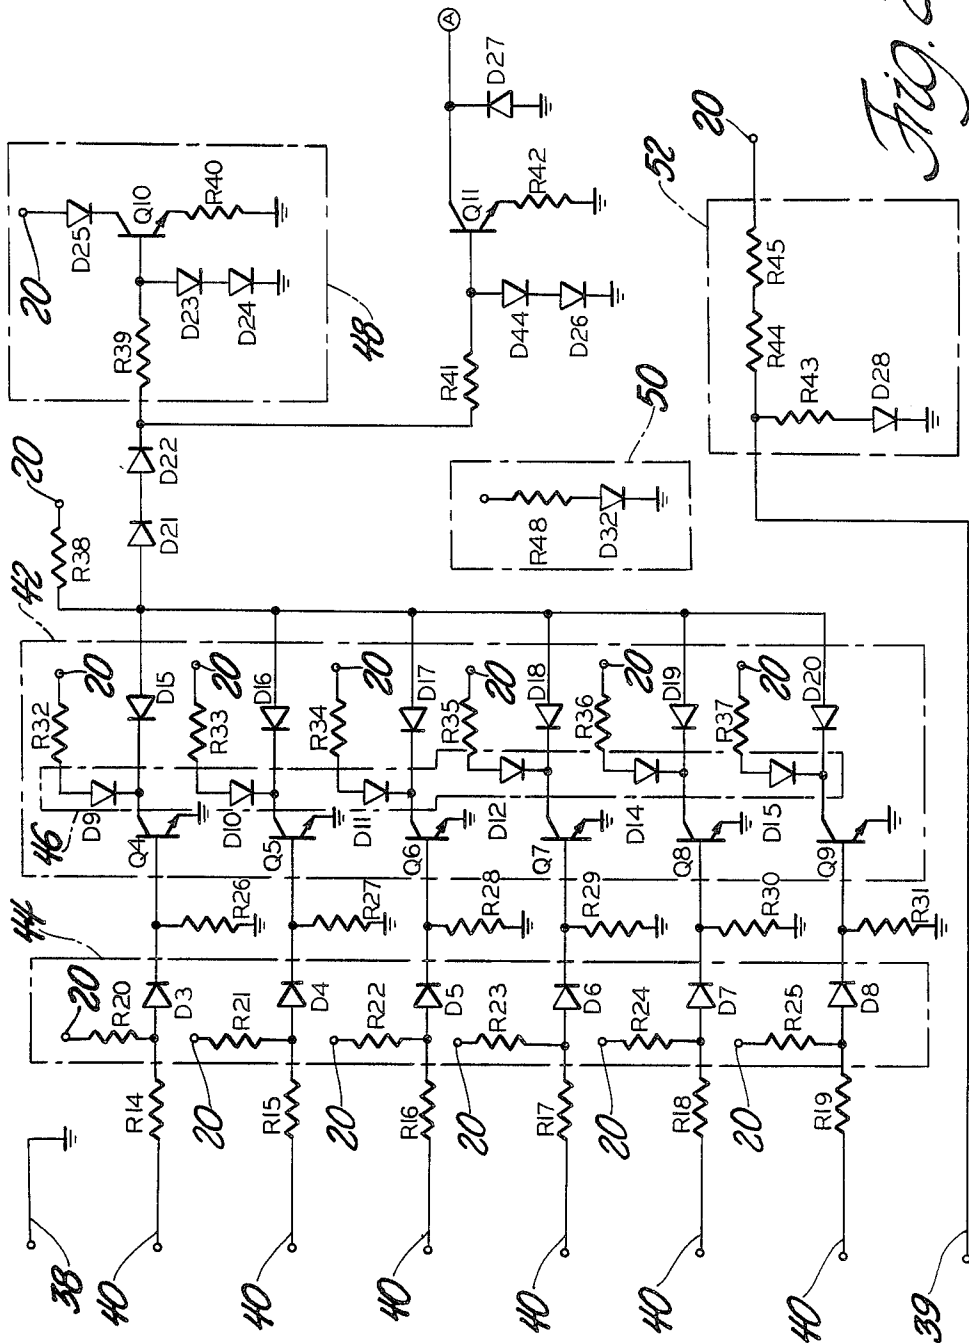 38
40
R14
20
R20
D3
44
R26
46
D9
Q4
R32
20
42
D15
R38
20
D21
D22
R39
48
20
D25
Q10
R40
D23
D24
40
20
R15
R21
D4
R27
Q5
D10
R33
20
D16
R41
Q11
R42
D44
D26
D27
A
40
20
R16
R22
D5
R28
Q6
D11
R34
20
D17
50
R48
D32
40
20
R17
R23
D6
R29
Q7
D12
R35
20
D18
40
20
R18
R24
D7
R30
Q8
D14
R36
20
D19
52
20
R45
R44
R43
D28
40
20
R19
R25
D8
R31
Q9
D15
R37
20
D20
39
Fig. 2